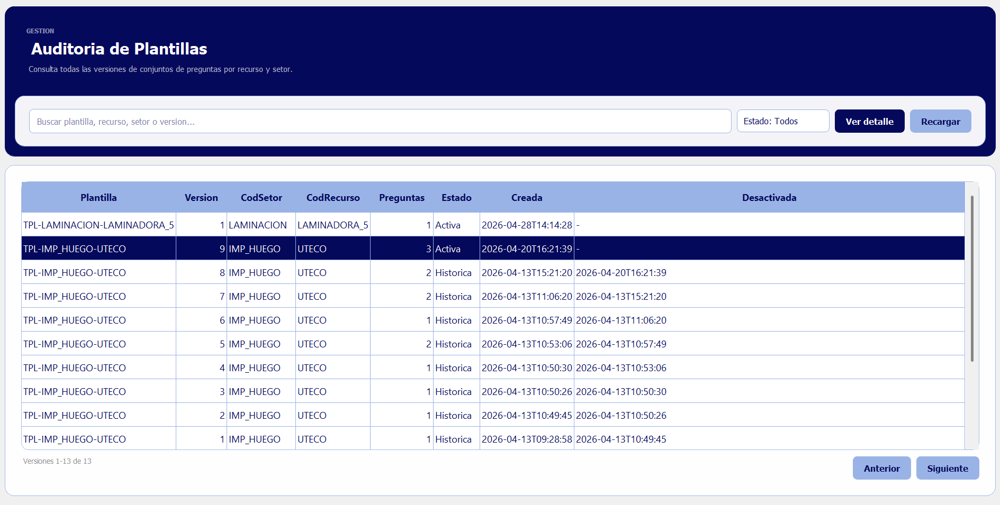 GESTION
Auditoria de Plantillas
Consulta todas las versiones de conjuntos de preguntas por recurso y setor.
Buscar plantilla, recurso, setor o version... Estado: Todos Ver detalle Recargar
Plantilla Version CodSetor CodRecurso Preguntas Estado Creada Desactivada
TPL-LAMINACION-LAMINADORA_5 1 LAMINACION LAMINADORA_5 1 Activa 2026-04-28T14:14:28 -
TPL-IMP_HUEGO-UTECO 9 IMP_HUEGO UTECO 3 Activa 2026-04-20T16:21:39 -
TPL-IMP_HUEGO-UTECO 8 IMP_HUEGO UTECO 2 Historica 2026-04-13T15:21:20 2026-04-20T16:21:39
TPL-IMP_HUEGO-UTECO 7 IMP_HUEGO UTECO 2 Historica 2026-04-13T11:06:20 2026-04-13T15:21:20
TPL-IMP_HUEGO-UTECO 6 IMP_HUEGO UTECO 1 Historica 2026-04-13T10:57:49 2026-04-13T11:06:20
TPL-IMP_HUEGO-UTECO 5 IMP_HUEGO UTECO 2 Historica 2026-04-13T10:53:06 2026-04-13T10:57:49
TPL-IMP_HUEGO-UTECO 4 IMP_HUEGO UTECO 1 Historica 2026-04-13T10:50:30 2026-04-13T10:53:06
TPL-IMP_HUEGO-UTECO 3 IMP_HUEGO UTECO 1 Historica 2026-04-13T10:50:26 2026-04-13T10:50:30
TPL-IMP_HUEGO-UTECO 2 IMP_HUEGO UTECO 1 Historica 2026-04-13T10:49:45 2026-04-13T10:50:26
TPL-IMP_HUEGO-UTECO 1 IMP_HUEGO UTECO 1 Historica 2026-04-13T09:28:58 2026-04-13T10:49:45
Versiones 1-13 de 13
Anterior Siguiente